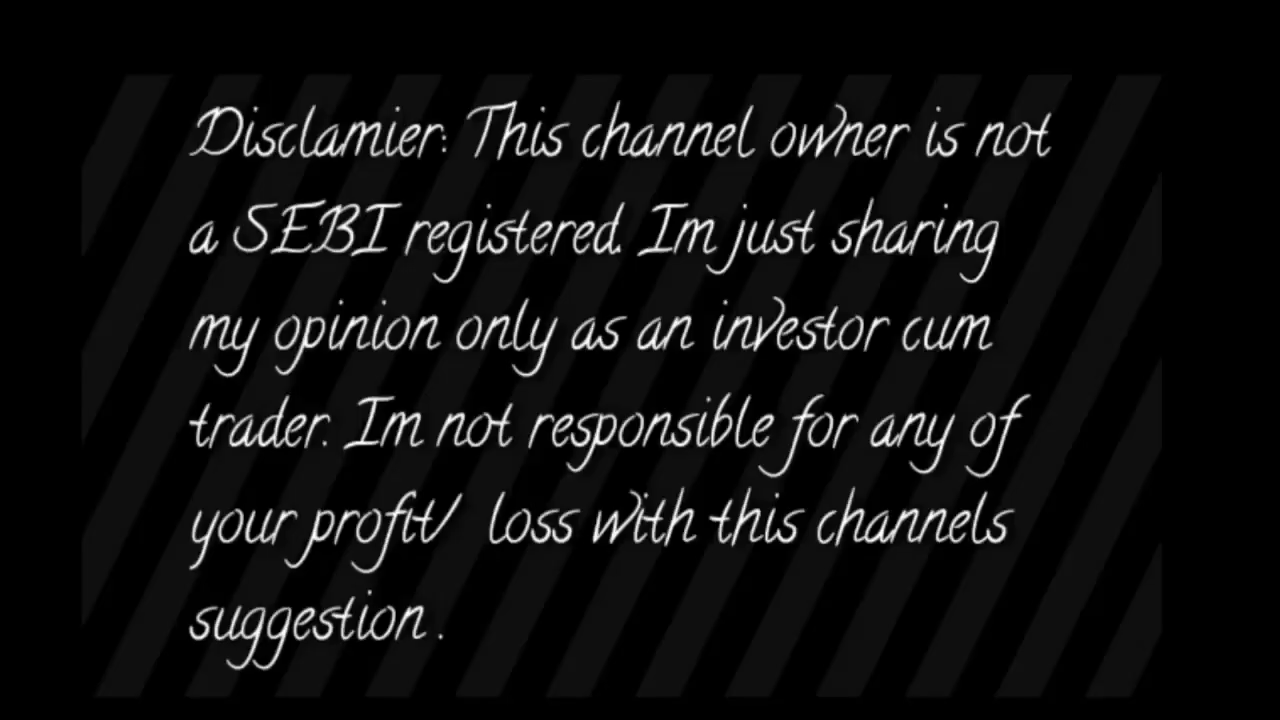 Disclamier: This channel owner is not
a SEBI registered. Im just sharing
my opinion only as an investor cum
trader. Im not responsible for any of
your profit/ loss with this channels
suggestion .